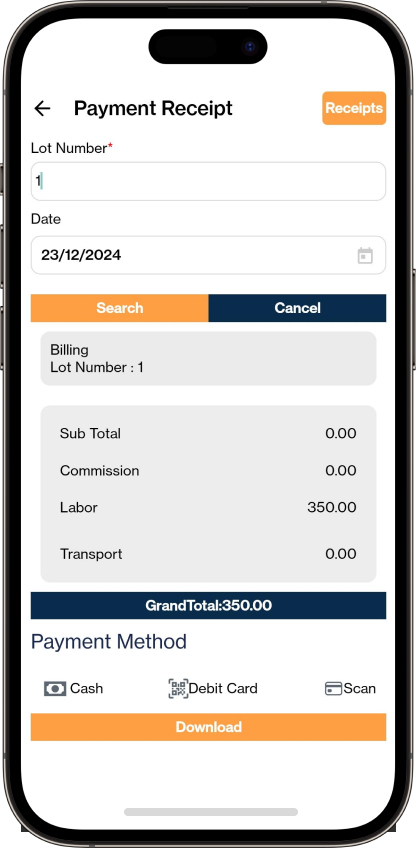 Payment Receipt
Receipts
Lot Number*
1
Date
23/12/2024
Search Cancel
Billing
Lot Number : 1
Sub Total 0.00
Commission 0.00
Labor 350.00
Transport 0.00
GrandTotal:350.00
Payment Method
Cash Debit Card Scan
Download